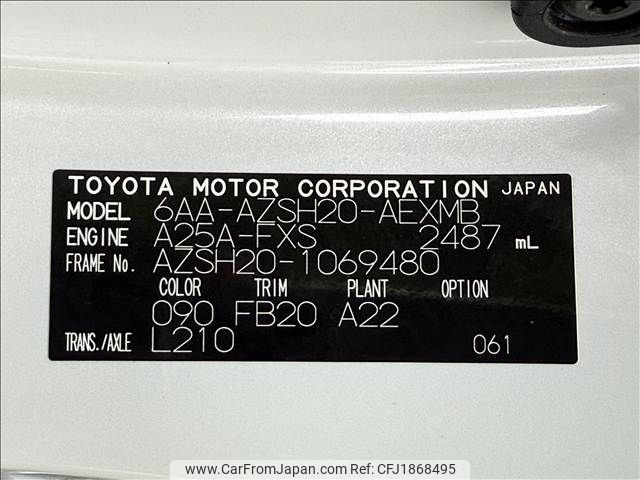 TOYOTA MOTOR CORPORATION JAPAN
MODEL 6AA-AZSH20-AEXMB
ENGINE A25A-FXS 2487 mL
FRAME No. AZSH20-1069480
COLOR TRIM PLANT OPTION
090 FB20 A22
TRANS./AXLE L210 061
www.CarFromJapan.com - CFJ1868495